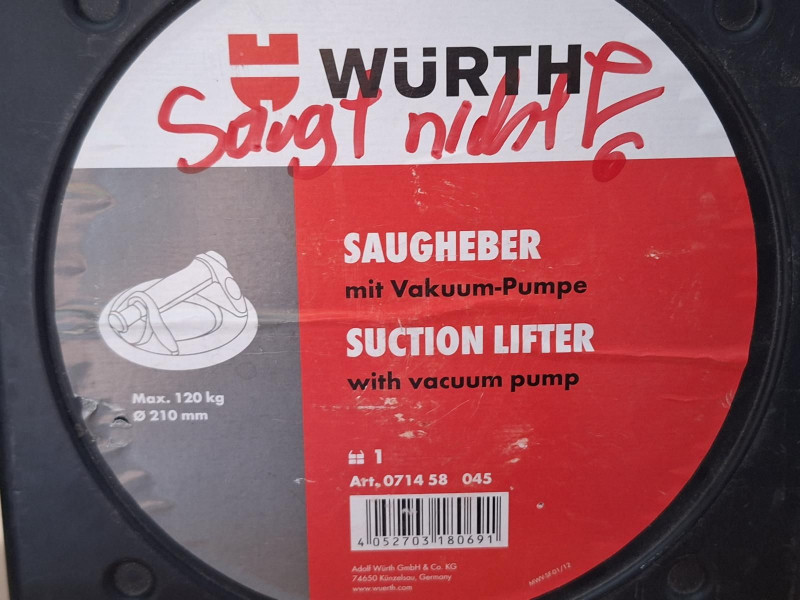 WÜRTH
Saugt nicht
SAUGHEBER
mit Vakuum-Pumpe
SUCTION LIFTER
with vacuum pump
Max. 120 kg
Ø 210 mm
1
Art. 0714 58 045
4 052703 180691
Adolf Würth GmbH & Co. KG
74650 Künzelsau, Germany
www.wuerth.com